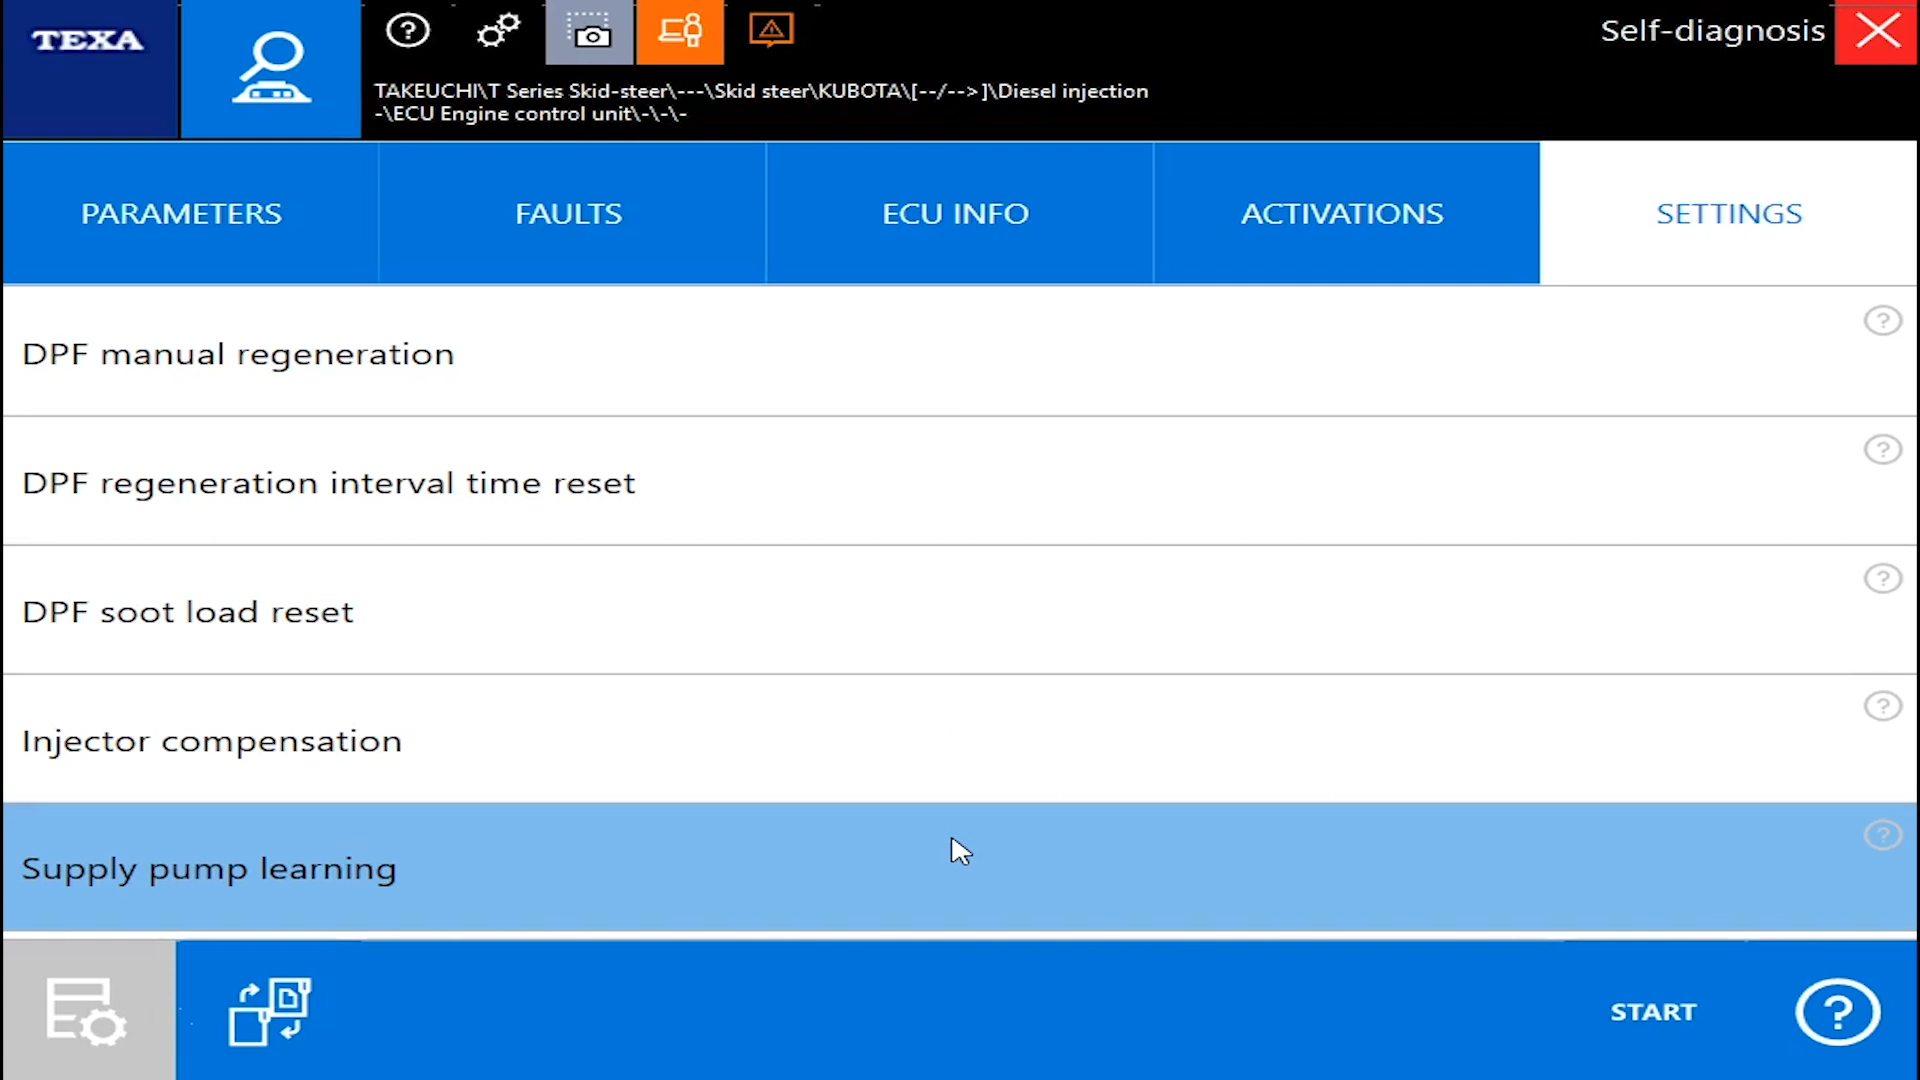 TEXA
Self-diagnosis
TAKEUCHI\T Series Skid-steer\---\Skid steer\KUBOTA\[--/-->]\Diesel injection
-\ECU Engine control unit\-\-\-
PARAMETERS
FAULTS
ECU INFO
ACTIVATIONS
SETTINGS
DPF manual regeneration
DPF regeneration interval time reset
DPF soot load reset
Injector compensation
Supply pump learning
START